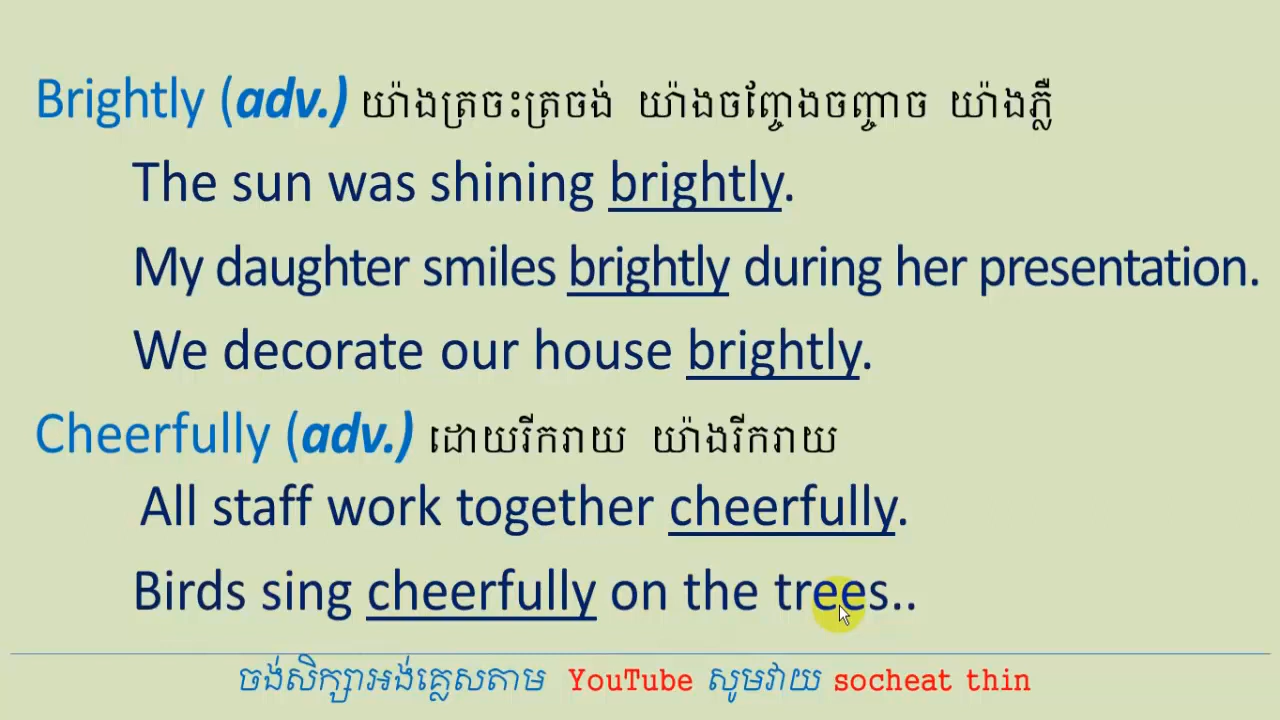 Brightly (adv.) យ៉ាងត្រចះត្រចង់ យ៉ាងចញ្ចែងចញ្ចាច យ៉ាងភ្លឺ
The sun was shining brightly.
My daughter smiles brightly during her presentation.
We decorate our house brightly.
Cheerfully (adv.) ដោយរីករាយ យ៉ាងរីករាយ
All staff work together cheerfully.
Birds sing cheerfully on the trees..
ចង់សិក្សាអង់គ្លេសតាម YouTube សូមវាយ socheat thin